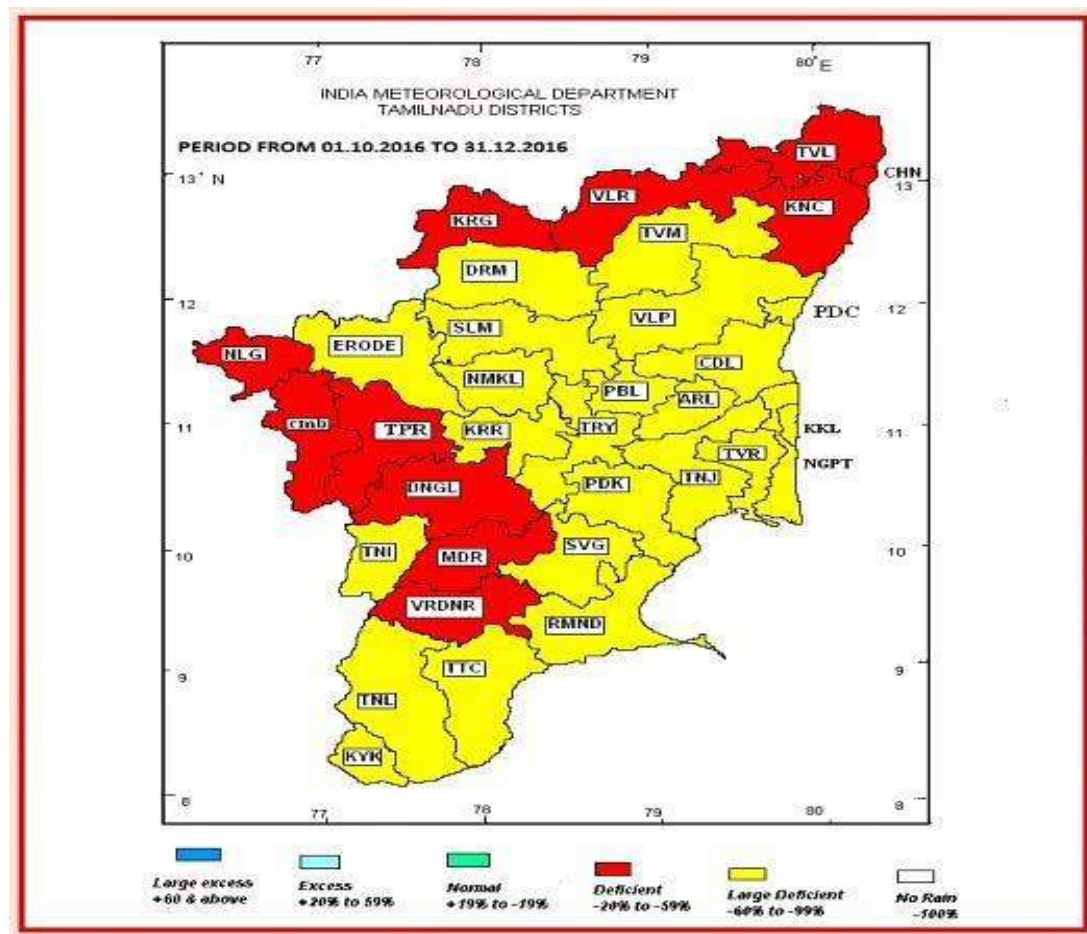 77 78 79 80°E
INDIA METEOROLOGICAL DEPARTMENT
TAMILNADU DISTRICTS
PERIOD FROM 01.10.2016 TO 31.12.2016
TVL
13° N
CHN
13
VLR
KNC
KRG
TVM
DRM
12
12
PDC
VLP
SLM
ERODE
NLG
CDL
NMKL
PBL
ARL
11
cmb
TPR
KRR
TRY
KKL
11
TVR
NGPT
TNJ
DNGL
PDK
10
TNI
MDR
SVG
10
VRDNR
RMND
9
TTC
9
TNL
KYK
8
8
77 78 79 80
Large excess
+60 & above
Excess
+20% to 59%
Normal
+19% to -19%
Deficient
-20% to -59%
Large Deficient
-60% to -99%
No Rain
-100%